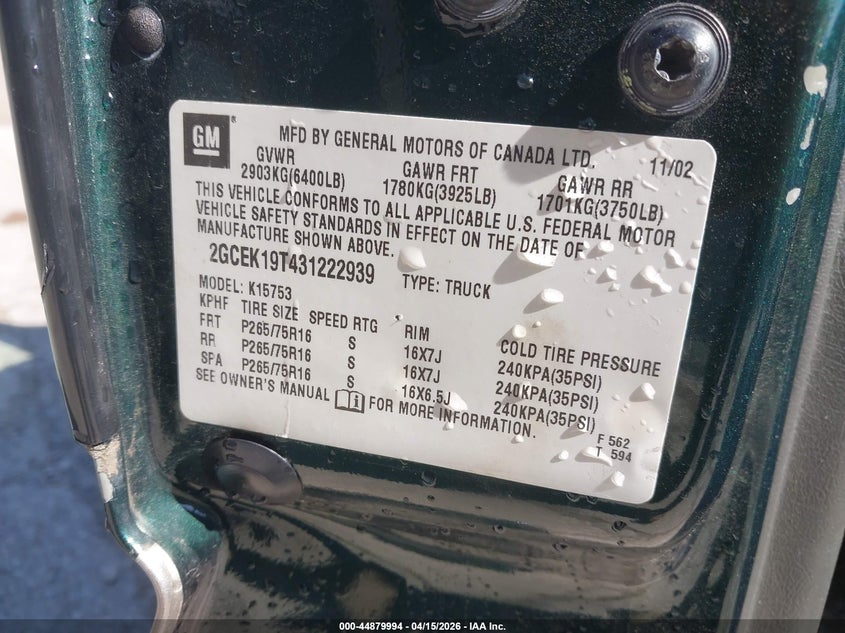 GM ®
MFD BY GENERAL MOTORS OF CANADA LTD. 11/02
GVWR GAWR FRT GAWR RR
2903KG(6400LB) 1780KG(3925LB) 1701KG(3750LB)
THIS VEHICLE CONFORMS TO ALL APPLICABLE U.S. FEDERAL MOTOR
VEHICLE SAFETY STANDARDS IN EFFECT ON THE DATE OF
MANUFACTURE SHOWN ABOVE.
2GCEK19T431222939 TYPE: TRUCK
MODEL: K15753
KPHF TIRE SIZE SPEED RTG RIM COLD TIRE PRESSURE
FRT P265/75R16 S 16X7J 240KPA(35PSI)
RR P265/75R16 S 16X7J 240KPA(35PSI)
SPA P265/75R16 S 16X6.5J 240KPA(35PSI)
SEE OWNER'S MANUAL FOR MORE INFORMATION.
F 562
T 594
000-44879994 - 04/15/2026 - IAA Inc.